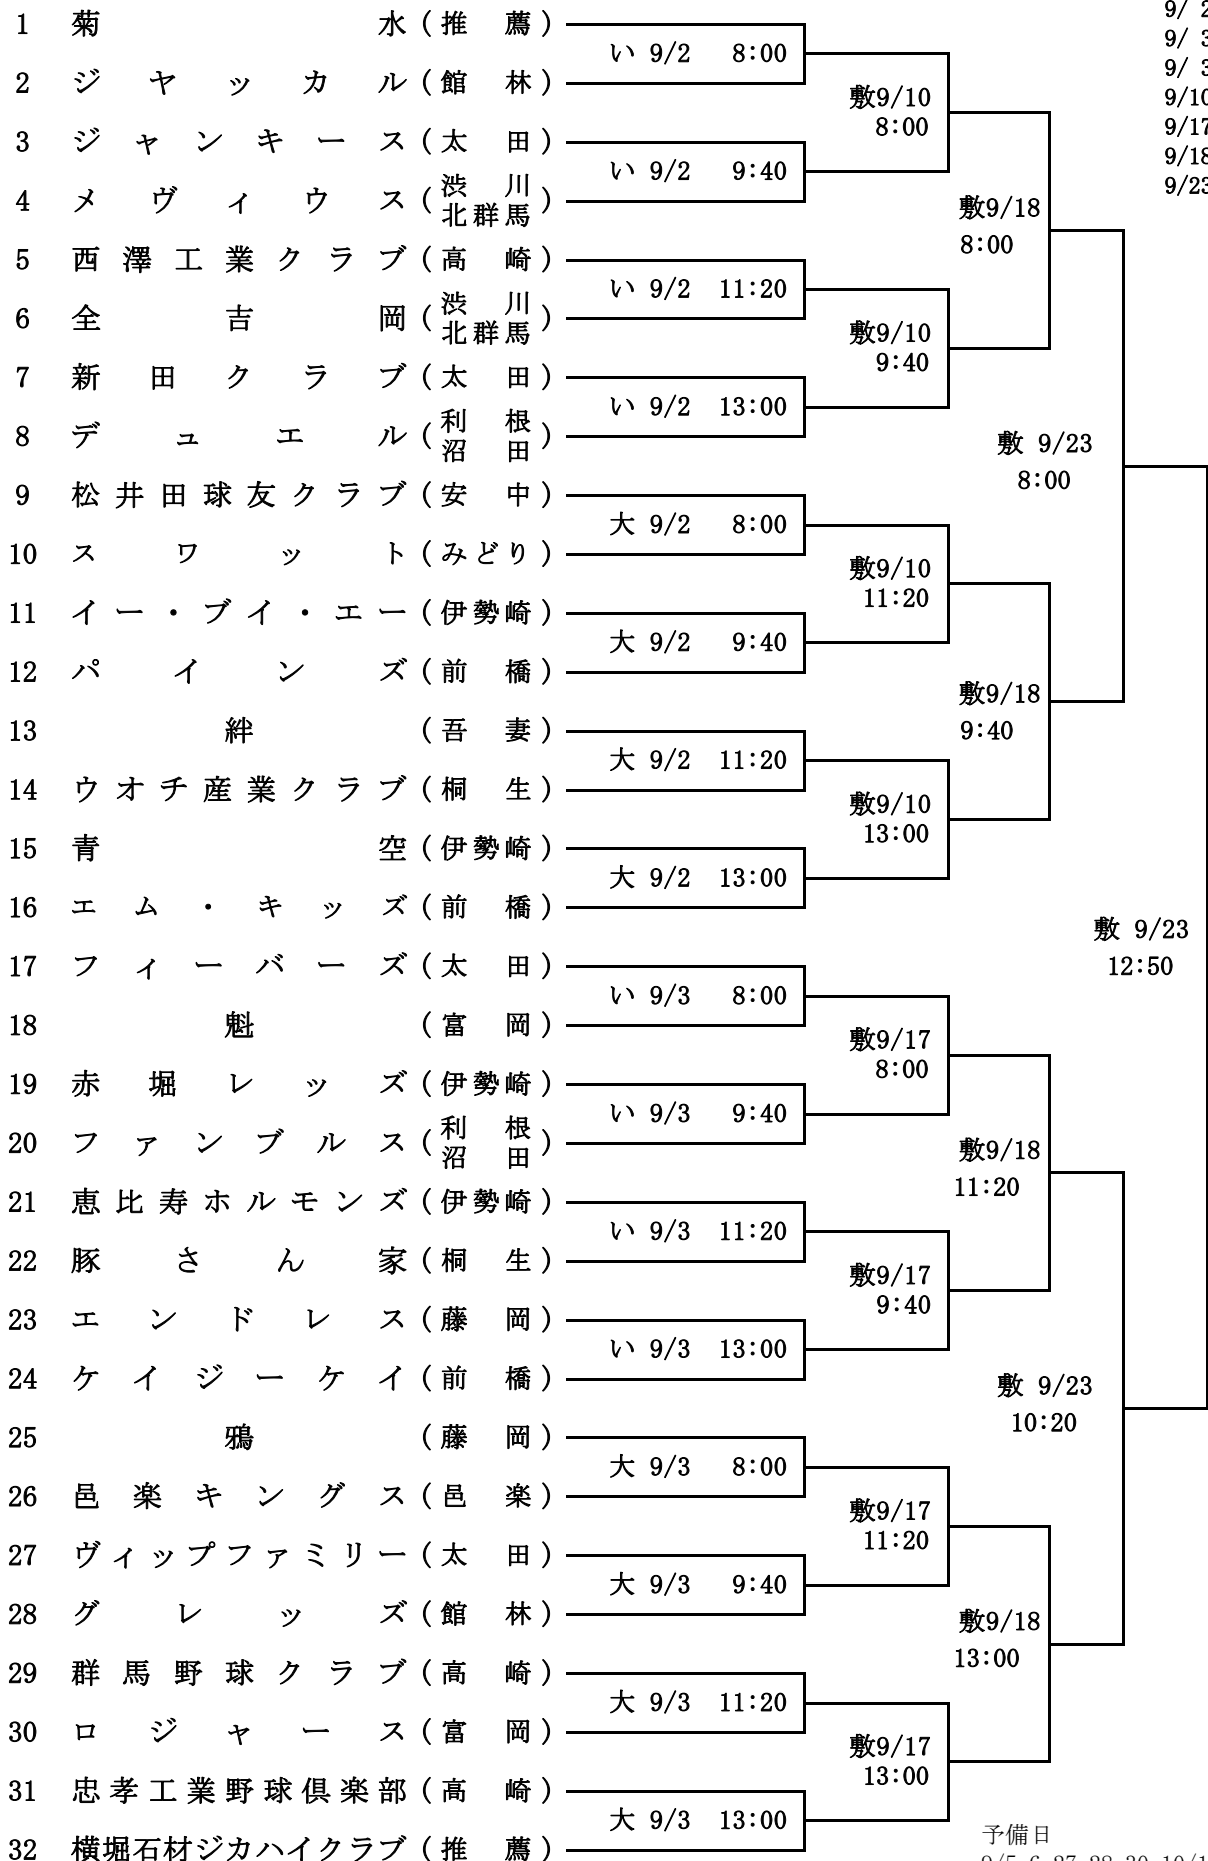 1 菊水(推薦)
2 ジヤッカル(館林)
3 ジャンキース(太田)
4 メヴィウス(渋川北群馬)
5 西澤工業クラブ(高崎)
6 全吉岡(渋川北群馬)
7 新田クラブ(太田)
8 デュエル(利根沼田)
9 松井田球友クラブ(安中)
10 スワット(みどり)
11 イー・ブイ・エー(伊勢崎)
12 パインズ(前橋)
13 絆(吾妻)
14 ウオチ産業クラブ(桐生)
15 青空(伊勢崎)
16 エム・キッズ(前橋)
17 フィーバーズ(太田)
18 魁(富岡)
19 赤堀レッズ(伊勢崎)
20 ファンブルス(利根沼田)
21 恵比寿ホルモンズ(伊勢崎)
22 豚さん家(桐生)
23 エンドレス(藤岡)
24 ケイジーケイ(前橋)
25 鴉(藤岡)
26 邑楽キングス(邑楽)
27 ヴィップファミリー(太田)
28 グレッズ(館林)
29 群馬野球クラブ(高崎)
30 ロジャース(富岡)
31 忠孝工業野球倶楽部(高崎)
32 横堀石材ジカハイクラブ(推薦)
い 9/2 8:00
い 9/2 9:40
い 9/2 11:20
い 9/2 13:00
大 9/2 8:00
大 9/2 9:40
大 9/2 11:20
大 9/2 13:00
い 9/3 8:00
い 9/3 9:40
い 9/3 11:20
い 9/3 13:00
大 9/3 8:00
大 9/3 9:40
大 9/3 11:20
大 9/3 13:00
敷9/10
8:00
敷9/10
9:40
敷9/10
11:20
敷9/10
13:00
敷9/17
8:00
敷9/17
9:40
敷9/17
11:20
敷9/17
13:00
敷9/18
8:00
敷9/18
9:40
敷9/18
11:20
敷9/18
13:00
敷 9/23
8:00
敷 9/23
10:20
敷 9/23
12:50
9/ 2
9/ 3
9/ 3
9/10
9/17
9/18
9/23
予備日